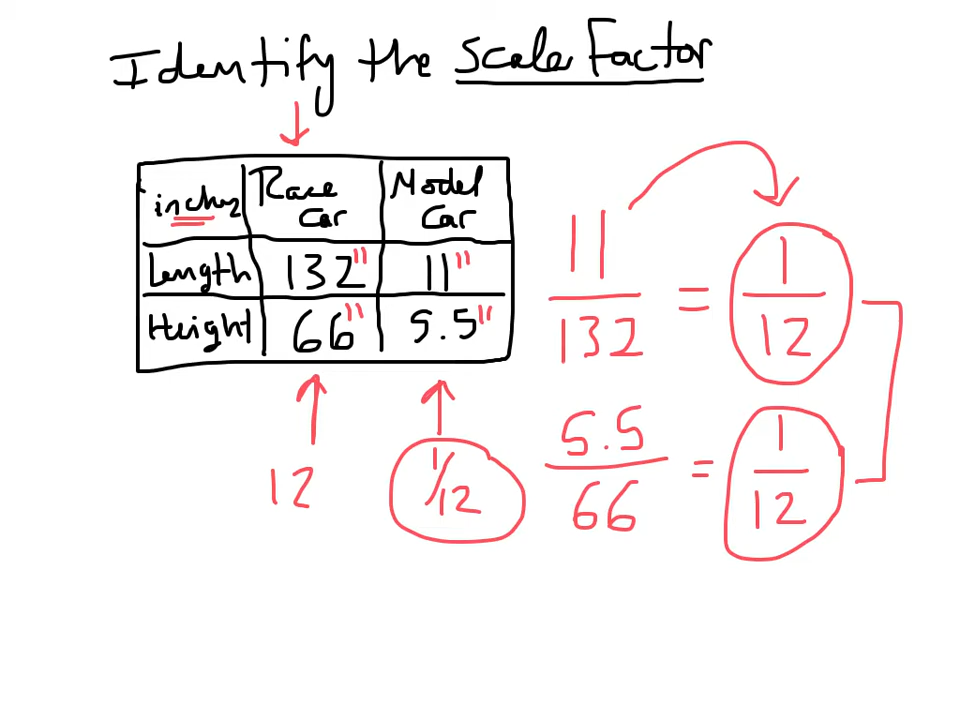 Identify the Scale Factor
inches Race Car Model Car
Length 132" 11"
Height 66" 5.5"
12 1/12
11/132 = 1/12
5.5/66 = 1/12